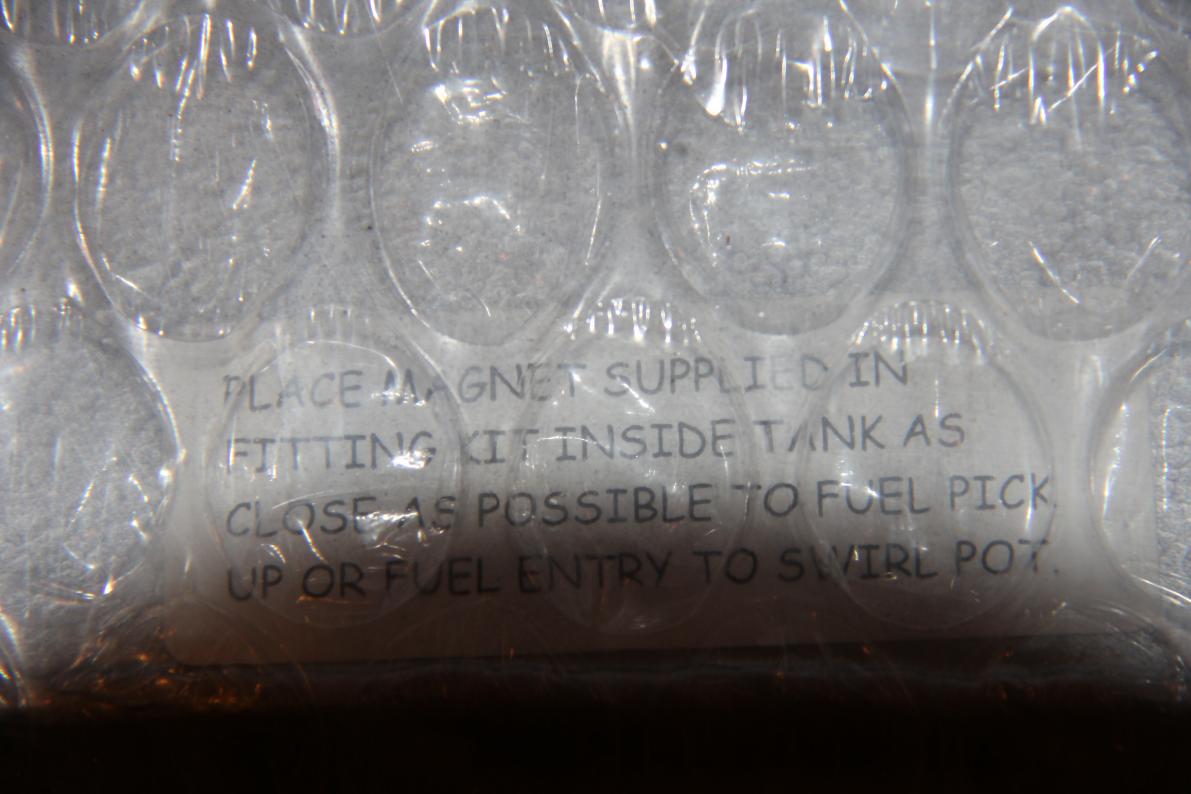 PLACE MAGNET SUPPLIED IN
FITTING KIT INSIDE TANK AS
CLOSE AS POSSIBLE TO FUEL PICK
UP OR FUEL ENTRY TO SWIRL POT.